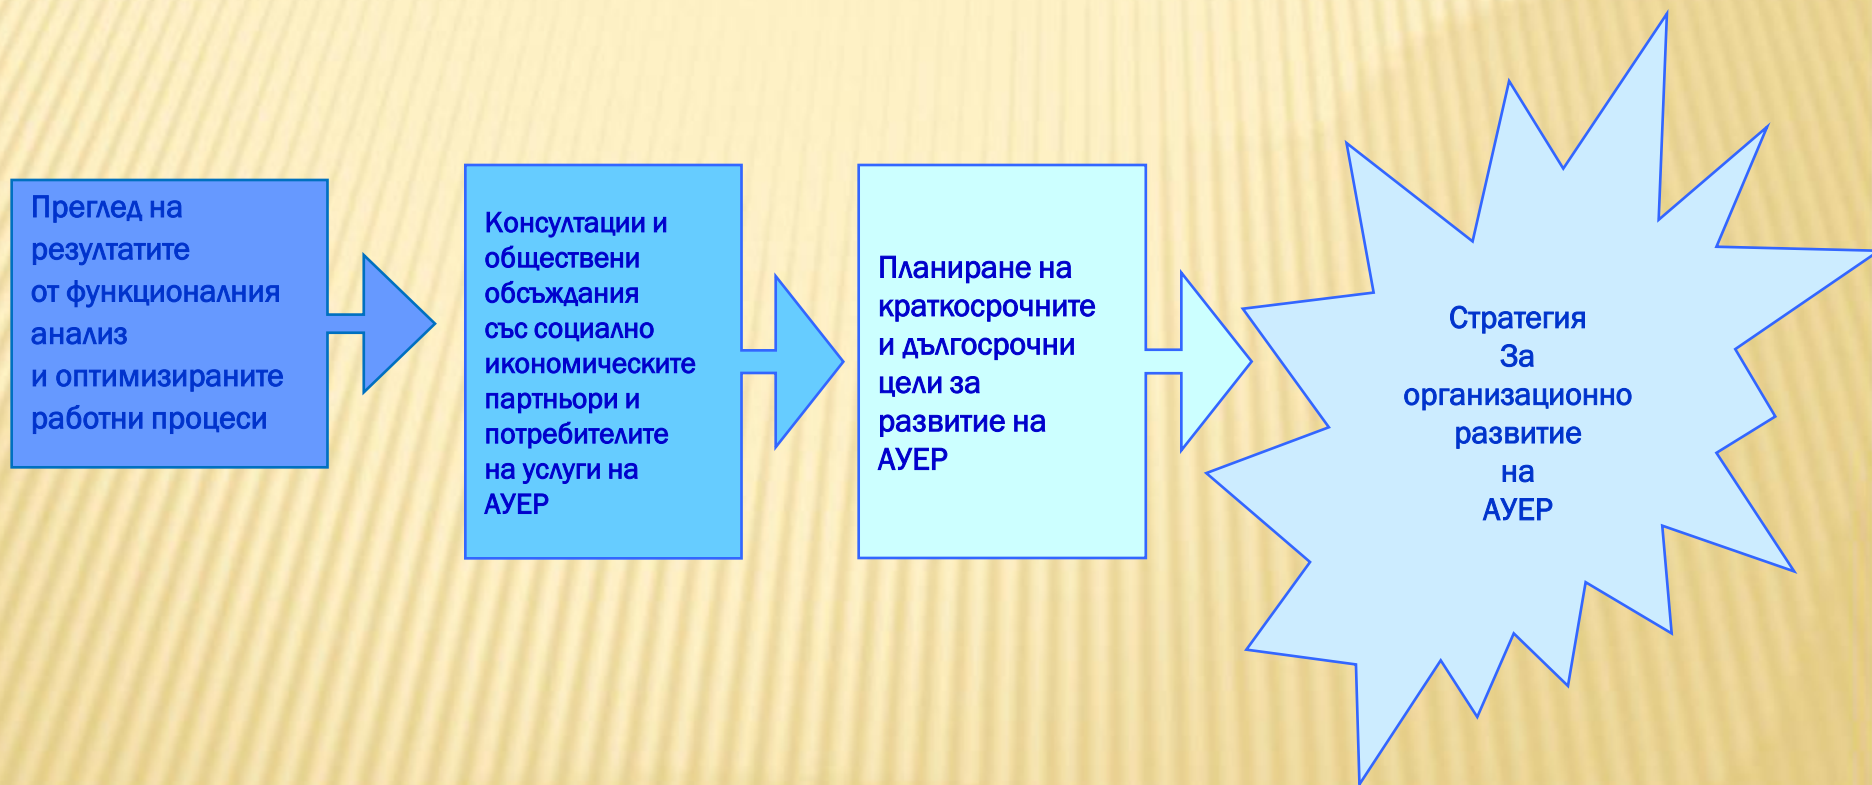 Преглед на
резултатите
от функционалния
анализ
и оптимизираните
работни процеси
Консултации и
обществени
обсъждания
със социално
икономическите
партньори и
потребителите
на услуги на
АУЕР
Планиране на
краткосрочните
и дългосрочни
цели за
развитие на
АУЕР
Стратегия
За
организационно
развитие
на
АУЕР